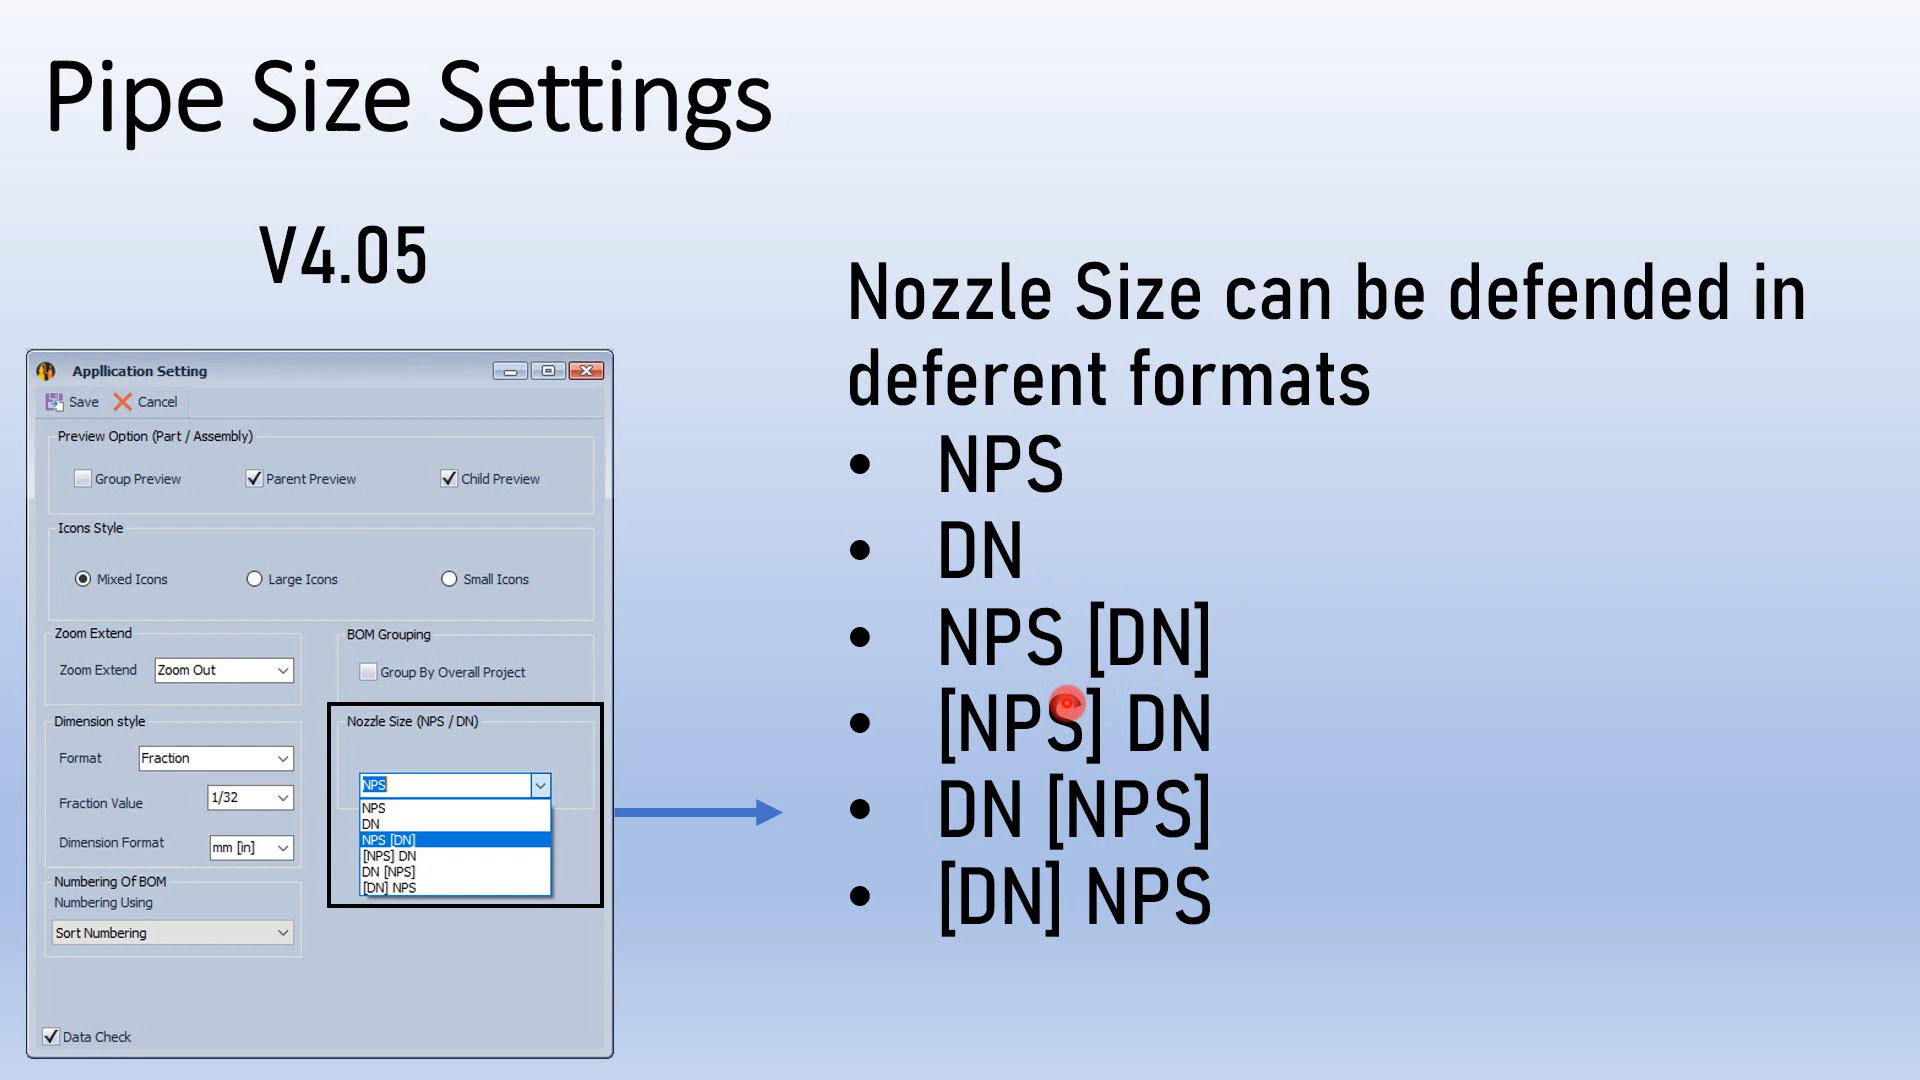 Pipe Size Settings
V4.05
Nozzle Size can be defended in
deferent formats
• NPS
• DN
• NPS [DN]
• [NPS] DN
• DN [NPS]
• [DN] NPS
Appllication Setting
Save Cancel
Preview Option (Part / Assembly)
Group Preview Parent Preview Child Preview
Icons Style
Mixed Icons Large Icons Small Icons
Zoom Extend
Zoom Extend Zoom Out
BOM Grouping
Group By Overall Project
Dimension style
Format Fraction
Fraction Value 1/32
Dimension Format mm [in]
Nozzle Size (NPS / DN)
NPS
NPS
DN
NPS [DN]
[NPS] DN
DN [NPS]
[DN] NPS
Numbering Of BOM
Numbering Using
Sort Numbering
Data Check